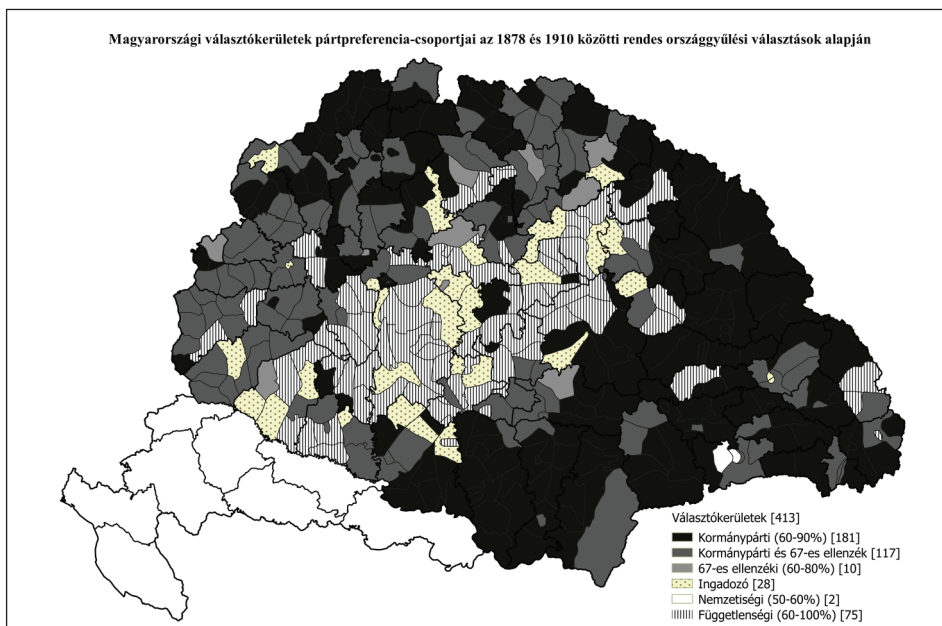 Magyarországi választókerületek pártpreferencia-csoportjai az 1878 és 1910 közötti rendes országgyűlési választások alapján
Választókerületek [413]
Kormánypárti (60-90%) [181]
Kormánypárti és 67-es ellenzék [117]
67-es ellenzéki (60-80%) [10]
Ingadozó [28]
Nemzetiségi (50-60%) [2]
Függetlenségi (60-100%) [75]